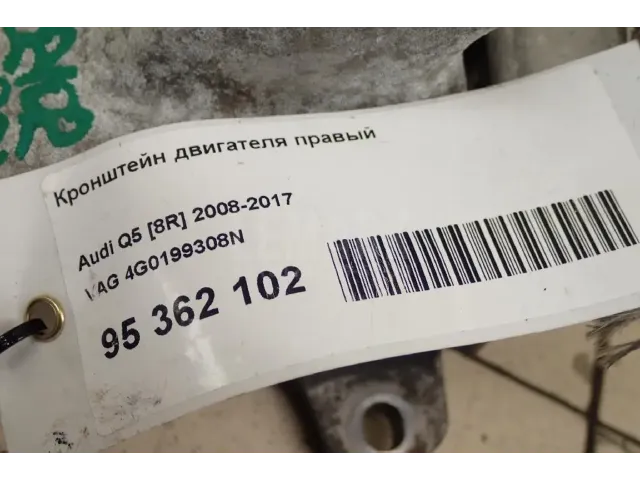 Кронштейн двигателя правый
Audi Q5 [8R] 2008-2017
VAG 4G0199308N
95 362 102